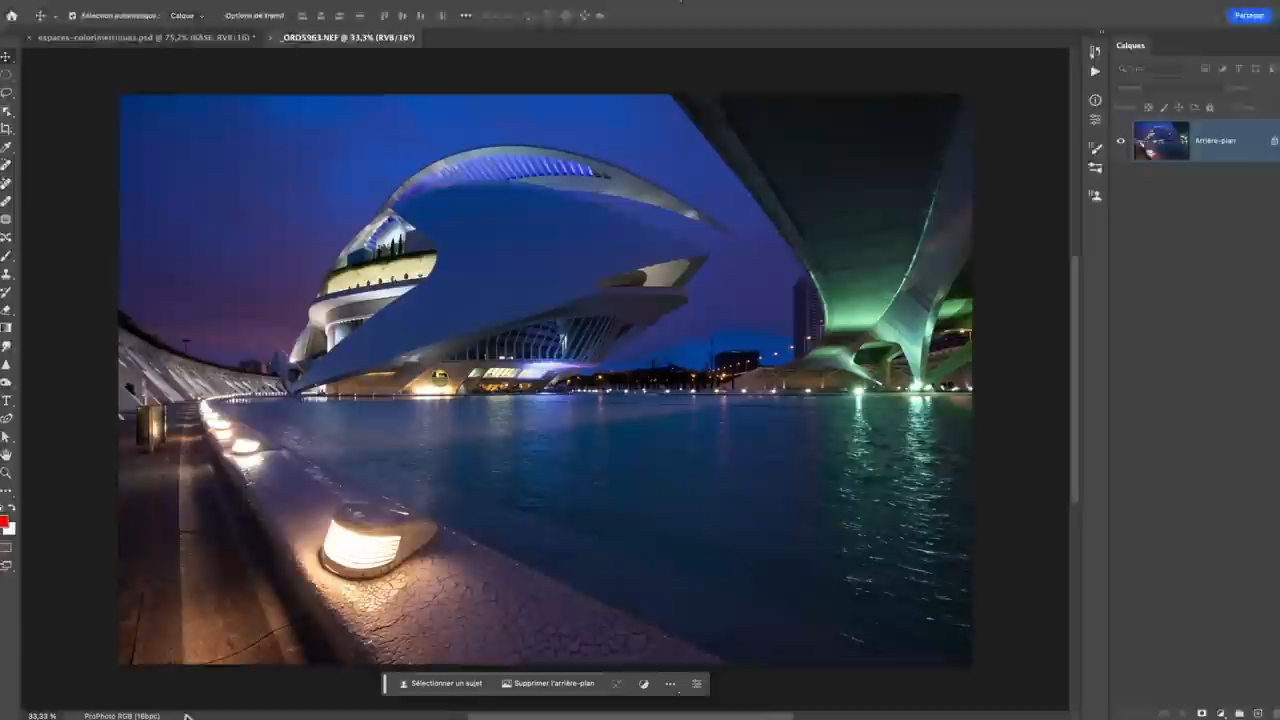 Sélection automatique : Calque Options de transf. Partager
× espaces-colorimetriques.psd @ 75,2% (BASE, RVB/16) * × _ORD5963.NEF @ 33,3% (RVB/16*)
Calques
Arrière-plan
Sélectionner un sujet Supprimer l'arrière-plan
33,33 % ProPhoto RGB (16bpc)